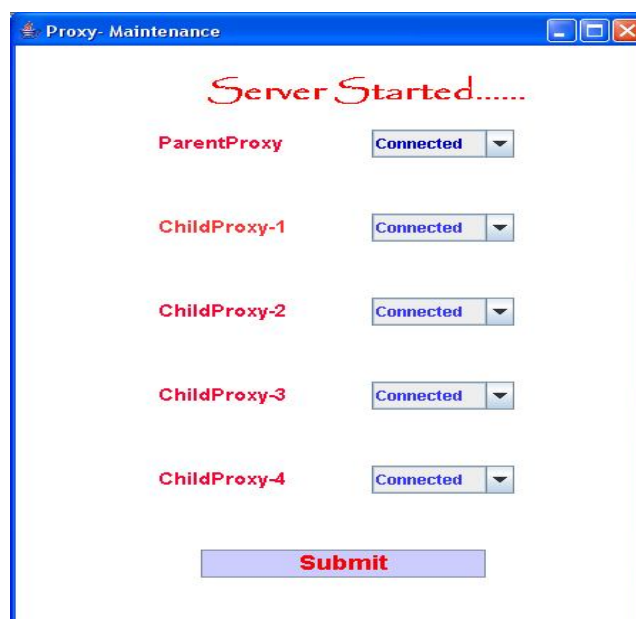 Proxy- Maintenance
Server Started......
ParentProxy Connected
ChildProxy-1 Connected
ChildProxy-2 Connected
ChildProxy-3 Connected
ChildProxy-4 Connected
Submit